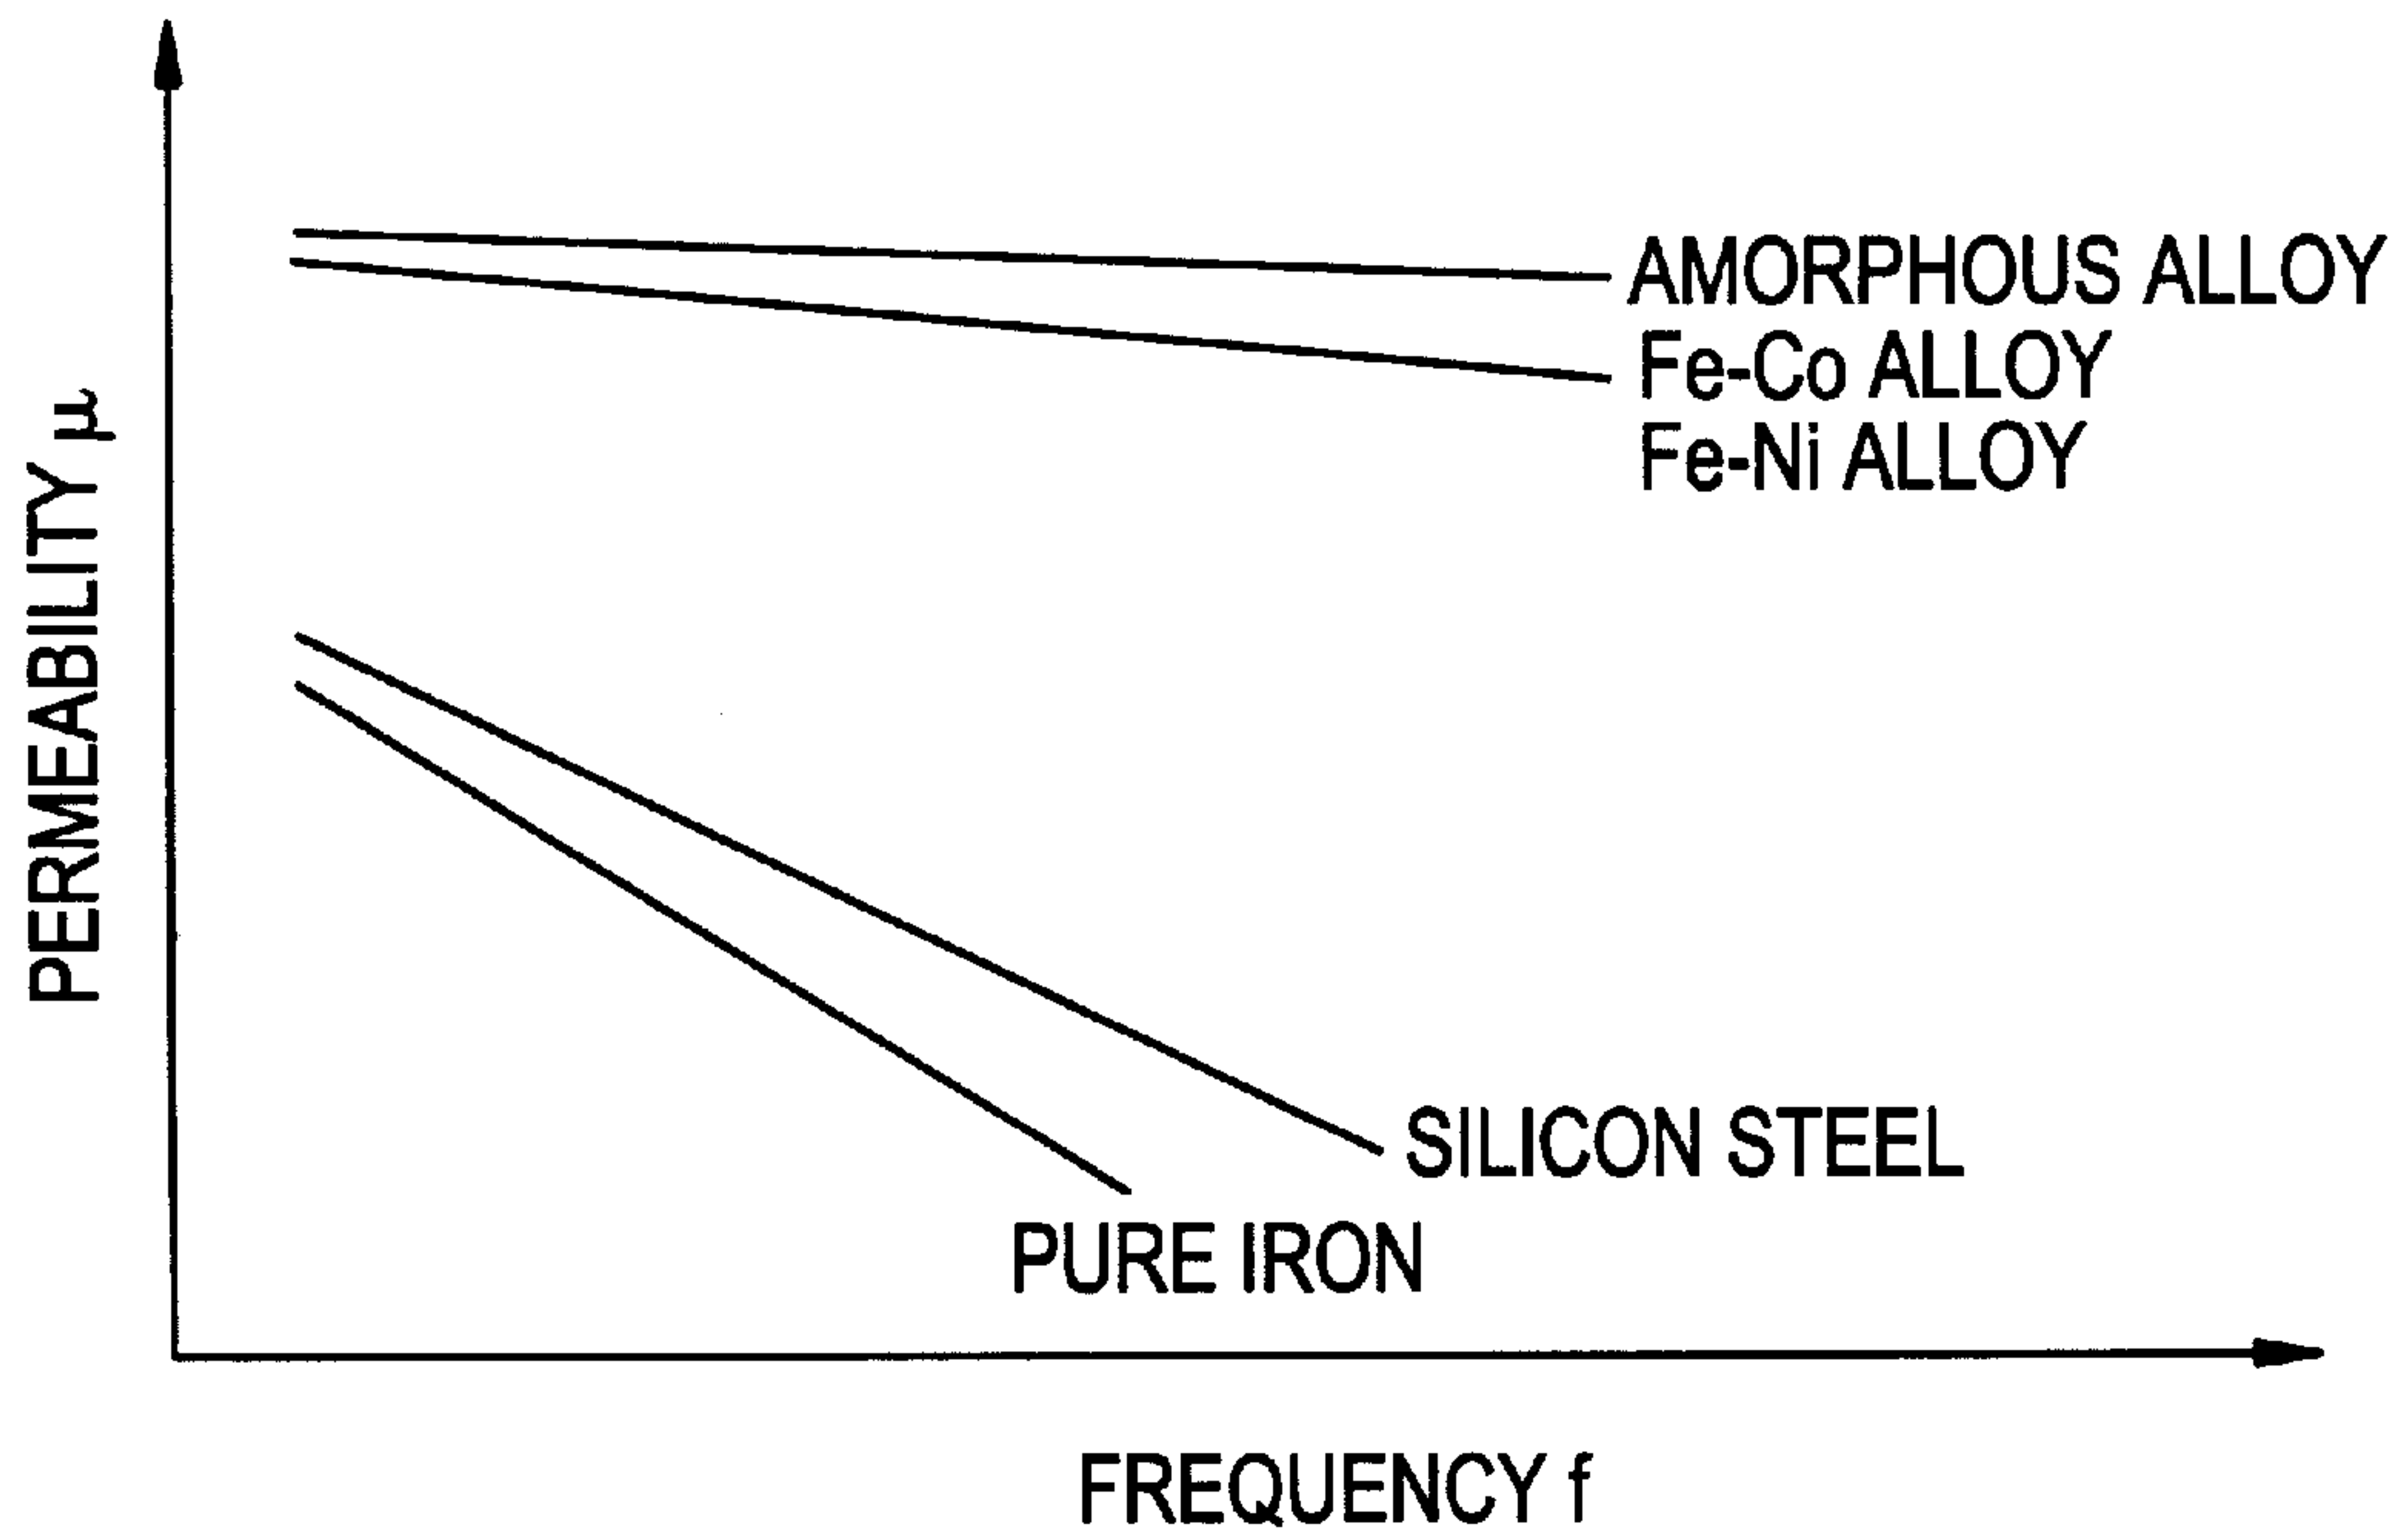 PERMEABILITY μ
AMORPHOUS ALLOY
Fe-Co ALLOY
Fe-Ni ALLOY
SILICON STEEL
PURE IRON
FREQUENCY f